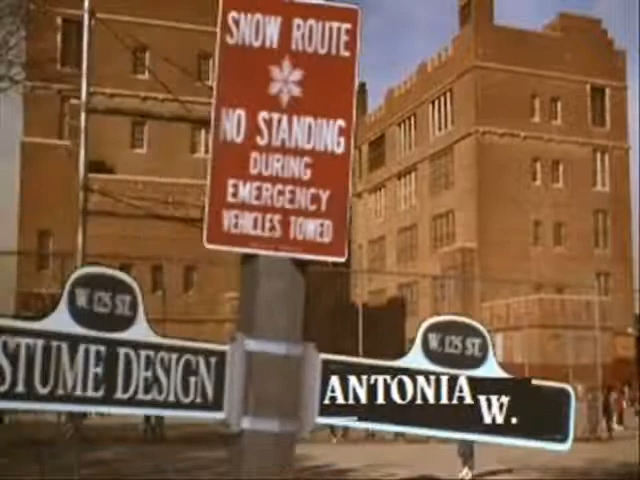 SNOW ROUTE
NO STANDING
DURING
EMERGENCY
VEHICLES TOWED
W. 125 ST.
STUME DESIGN
W. 125 ST.
ANTONIA W.